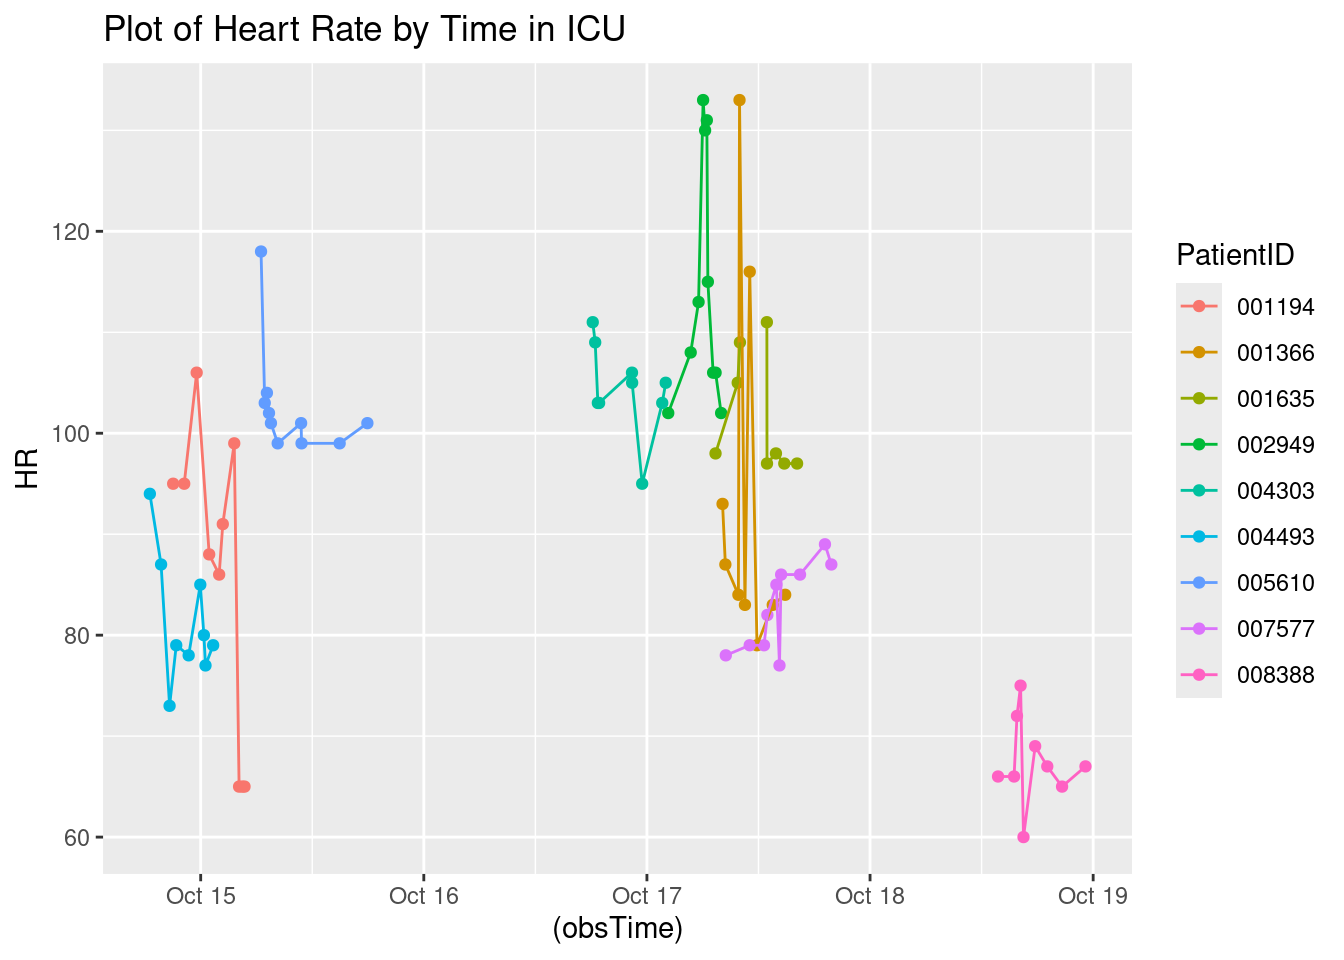 Plot of Heart Rate by Time in ICU
HR
120
100
80
60
Oct 15
Oct 16
Oct 17
Oct 18
Oct 19
(obsTime)
PatientID
001194
001366
001635
002949
004303
004493
005610
007577
008388